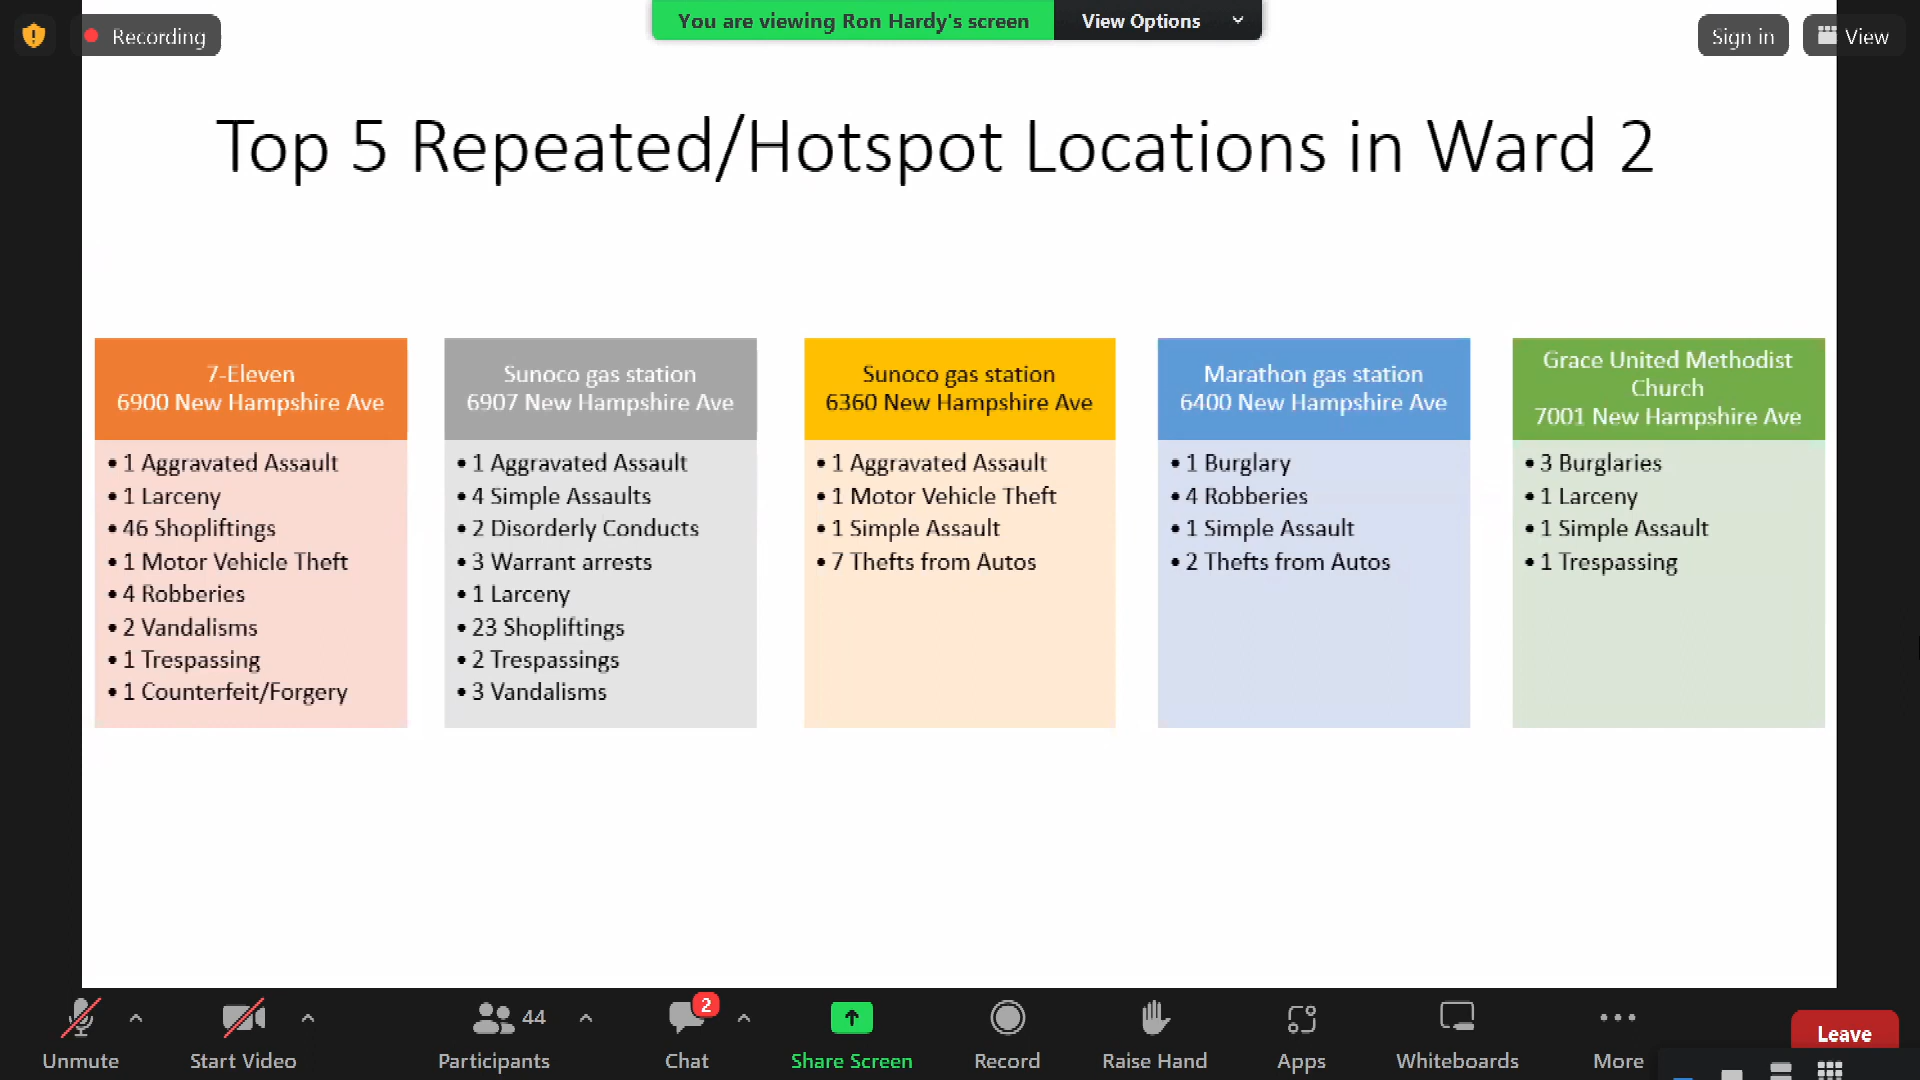 Recording
You are viewing Ron Hardy's screen
View Options
Sign in
View
Top 5 Repeated/Hotspot Locations in Ward 2
7-Eleven
6900 New Hampshire Ave
• 1 Aggravated Assault
• 1 Larceny
• 46 Shopliftings
• 1 Motor Vehicle Theft
• 4 Robberies
• 2 Vandalisms
• 1 Trespassing
• 1 Counterfeit/Forgery
Sunoco gas station
6907 New Hampshire Ave
• 1 Aggravated Assault
• 4 Simple Assaults
• 2 Disorderly Conducts
• 3 Warrant arrests
• 1 Larceny
• 23 Shopliftings
• 2 Trespassings
• 3 Vandalisms
Sunoco gas station
6360 New Hampshire Ave
• 1 Aggravated Assault
• 1 Motor Vehicle Theft
• 1 Simple Assault
• 7 Thefts from Autos
Marathon gas station
6400 New Hampshire Ave
• 1 Burglary
• 4 Robberies
• 1 Simple Assault
• 2 Thefts from Autos
Grace United Methodist
Church
7001 New Hampshire Ave
• 3 Burglaries
• 1 Larceny
• 1 Simple Assault
• 1 Trespassing
44
2
Unmute
Start Video
Participants
Chat
Share Screen
Record
Raise Hand
Apps
Whiteboards
More
Leave